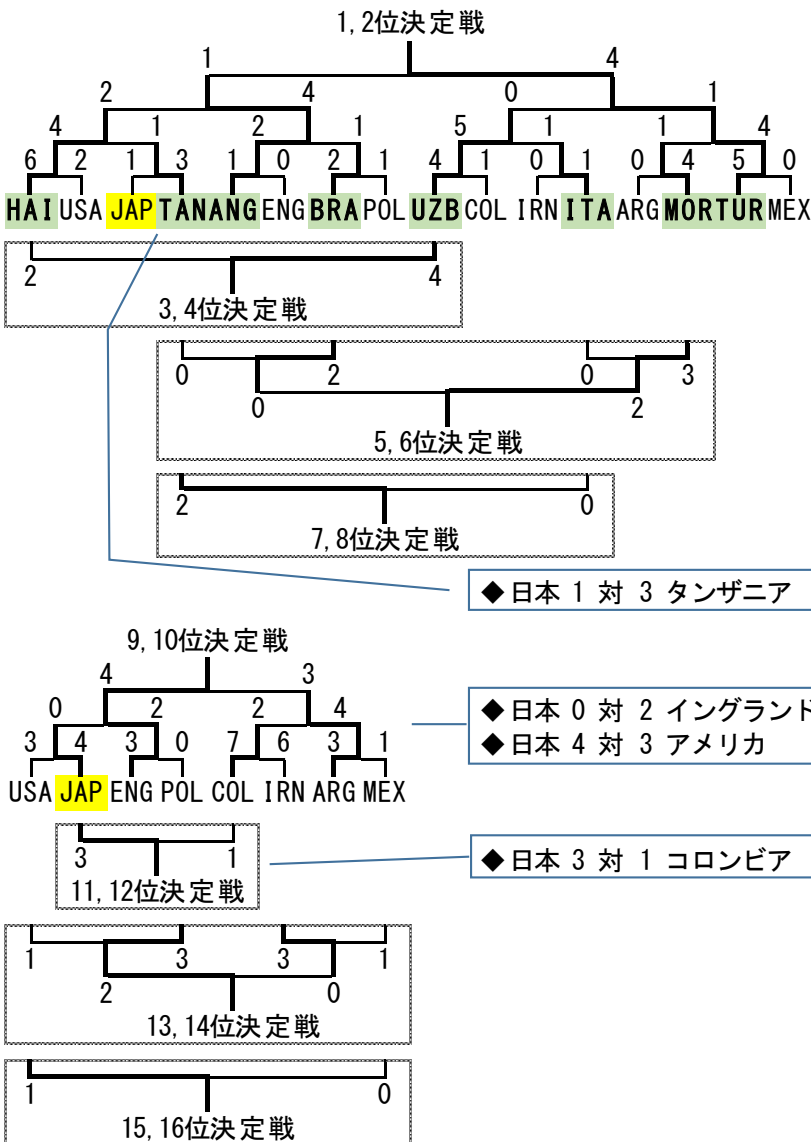 1,2位決定戦
1 4
2 4 0 1
4 1 2 1 5 1 1 4
6 2 1 3 1 0 2 1 4 1 0 1 0 4 5 0
HAI USA JAP TAN ANG ENG BRA POL UZB COL IRN ITA ARG MOR TUR MEX
2 4
3,4位決定戦
0 2 0 3
0 2
5,6位決定戦
2 0
7,8位決定戦
◆日本 1 対 3 タンザニア
9,10位決定戦
4 3
0 2 2 4
3 4 3 0 7 6 3 1
USA JAP ENG POL COL IRN ARG MEX
◆日本 0 対 2 イングランド
◆日本 4 対 3 アメリカ
3 1
11,12位決定戦
◆日本 3 対 1 コロンビア
1 3 3 1
2 0
13,14位決定戦
1 0
15,16位決定戦